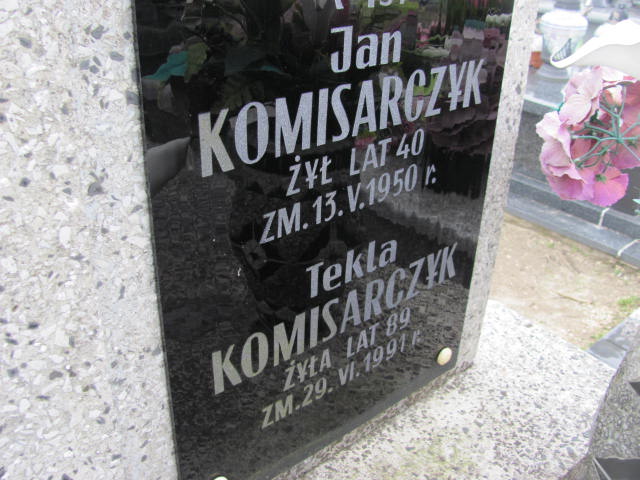 Jan
KOMISARCZYK
ŻYŁ LAT 40
ZM. 13. V. 1950 r.
Tekla
KOMISARCZYK
ŻYŁA LAT 89
ZM. 29. VI. 1991 r.